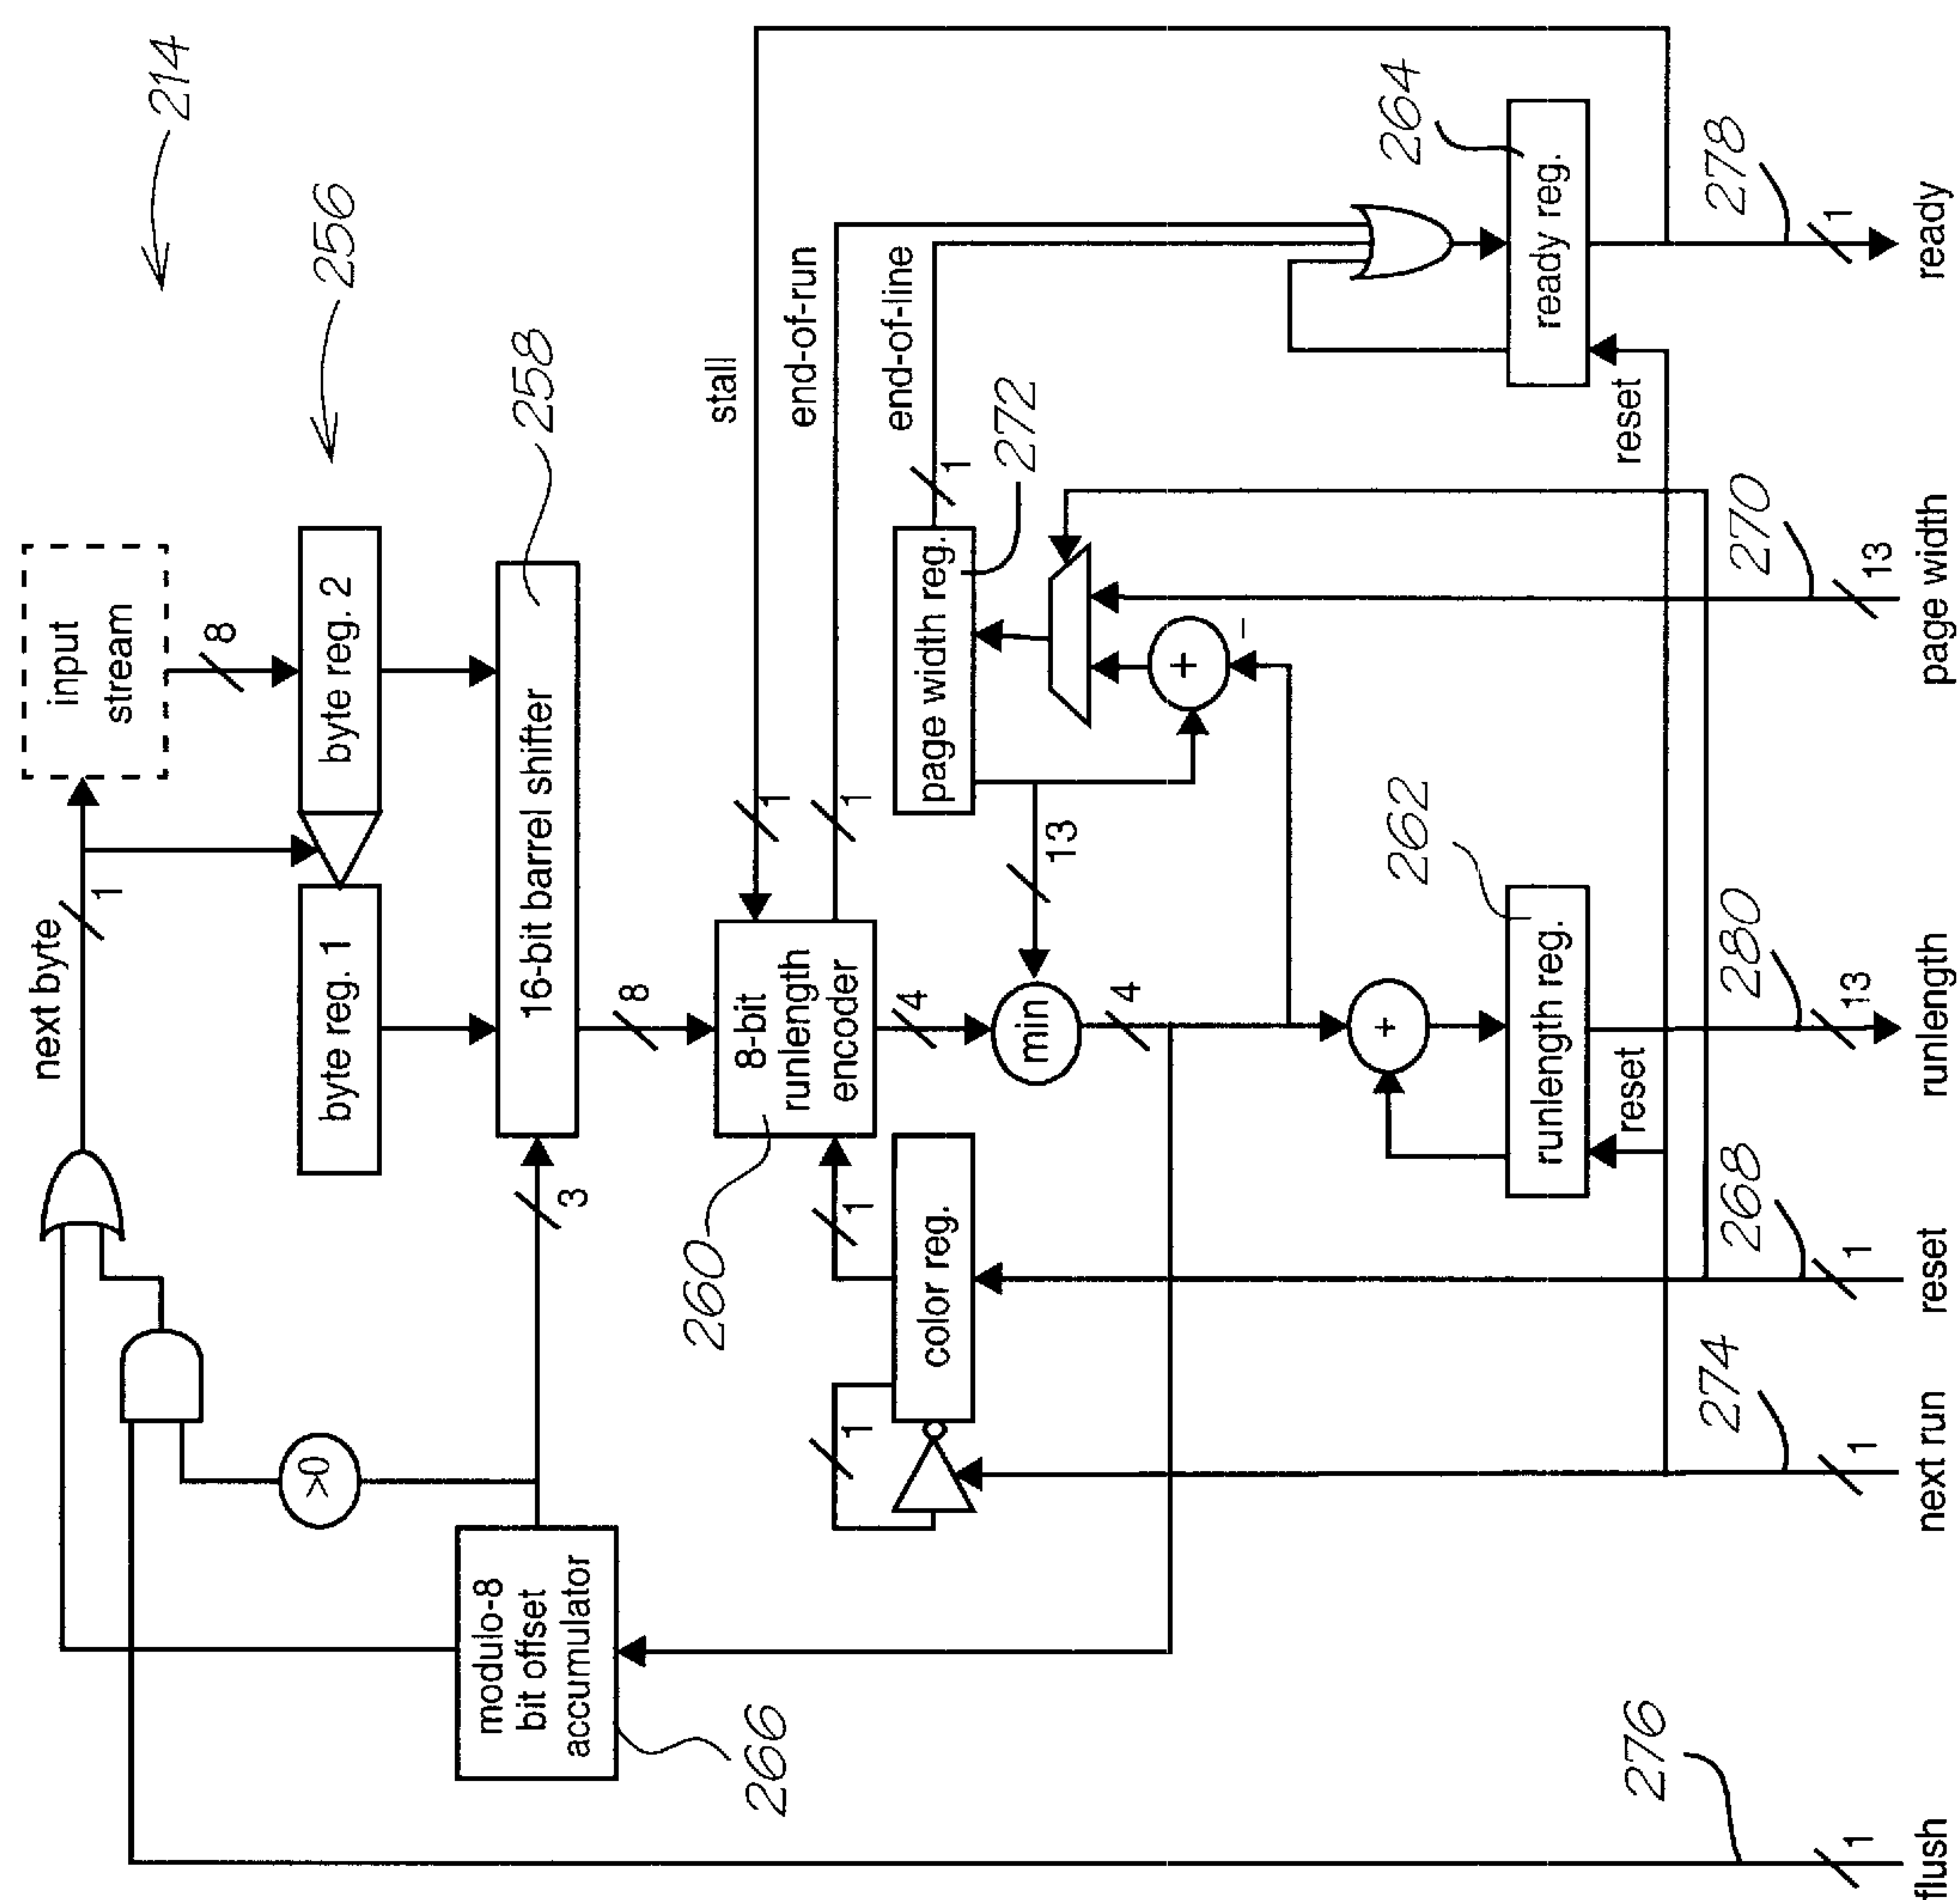 214
256
input
stream
next byte
1
8
byte reg. 1
byte reg. 2
258
16-bit barrel shifter
3
8
>0
modulo-8
bit offset
accumulator
266
stall
end-of-run
end-of-line
1
1
1
8-bit
runlength
encoder
260
1
color reg.
1
4
min
4
13
page width reg.
272
+
−
+
262
runlength reg.
reset
264
ready reg.
reset
276
274
268
280
270
278
1
1
1
13
13
1
flush
next run
reset
runlength
page width
ready